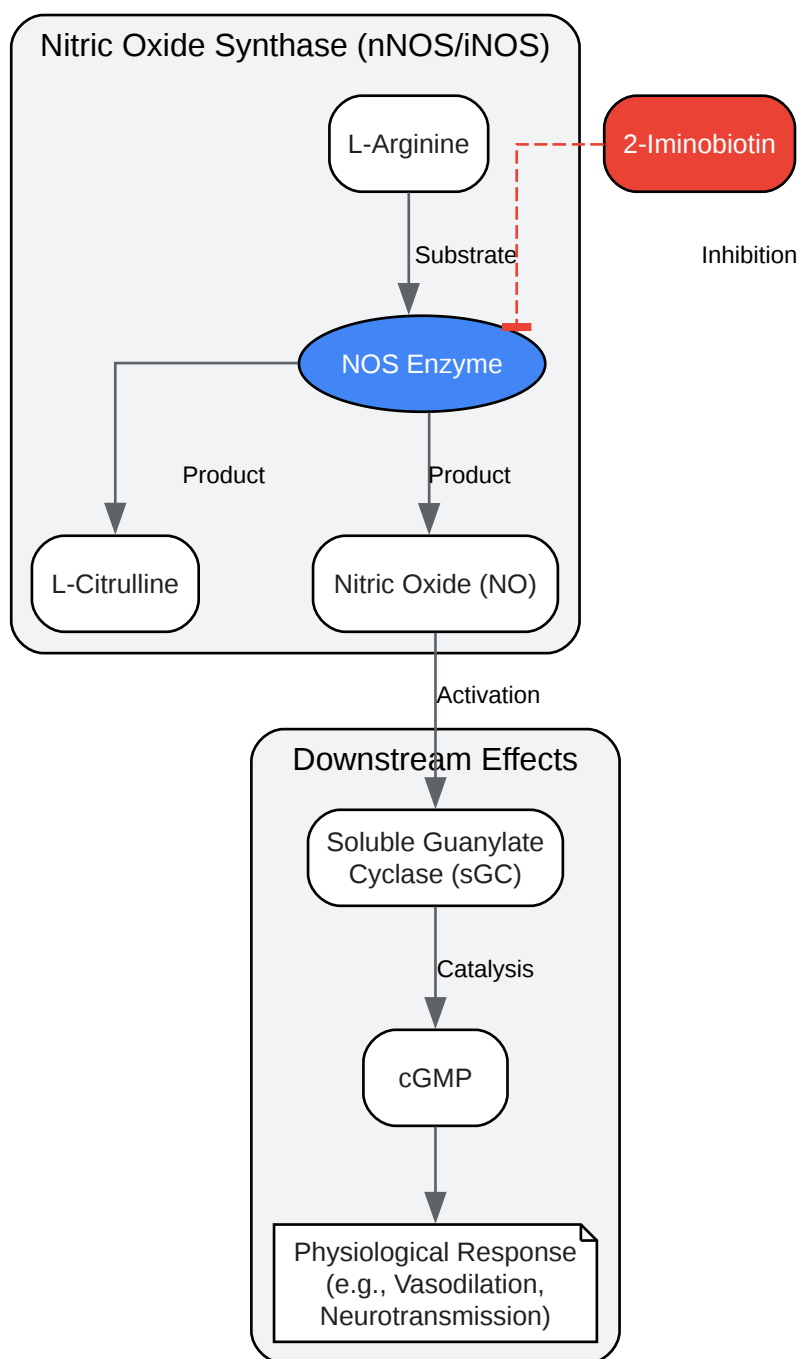 Nitric Oxide Synthase (nNOS/iNOS)
L-Arginine
2-Iminobiotin
Substrate
Inhibition
NOS Enzyme
Product
Product
L-Citrulline
Nitric Oxide (NO)
Activation
Downstream Effects
Soluble Guanylate
Cyclase (sGC)
Catalysis
cGMP
Physiological Response
(e.g., Vasodilation,
Neurotransmission)